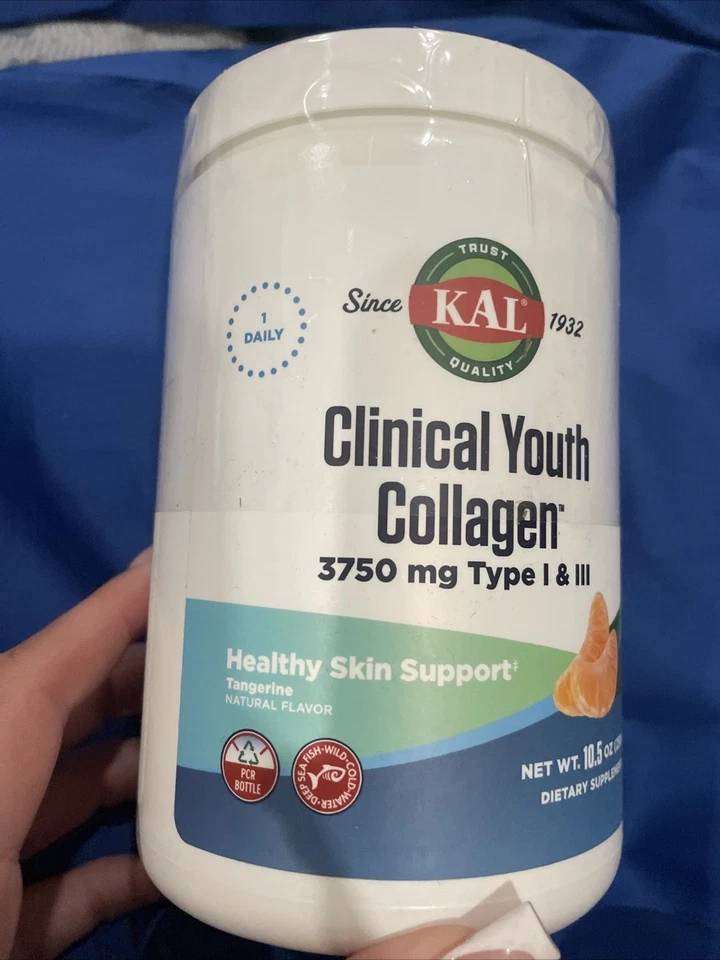 TRUST
Since KAL® 1932
QUALITY
1
DAILY
Clinical Youth
Collagen™
3750 mg Type I & III
Healthy Skin Support‡
Tangerine
NATURAL FLAVOR
PCR
BOTTLE
DEEP SEA FISH•WILD•COLD-WATER•
NET WT. 10.5 OZ
DIETARY